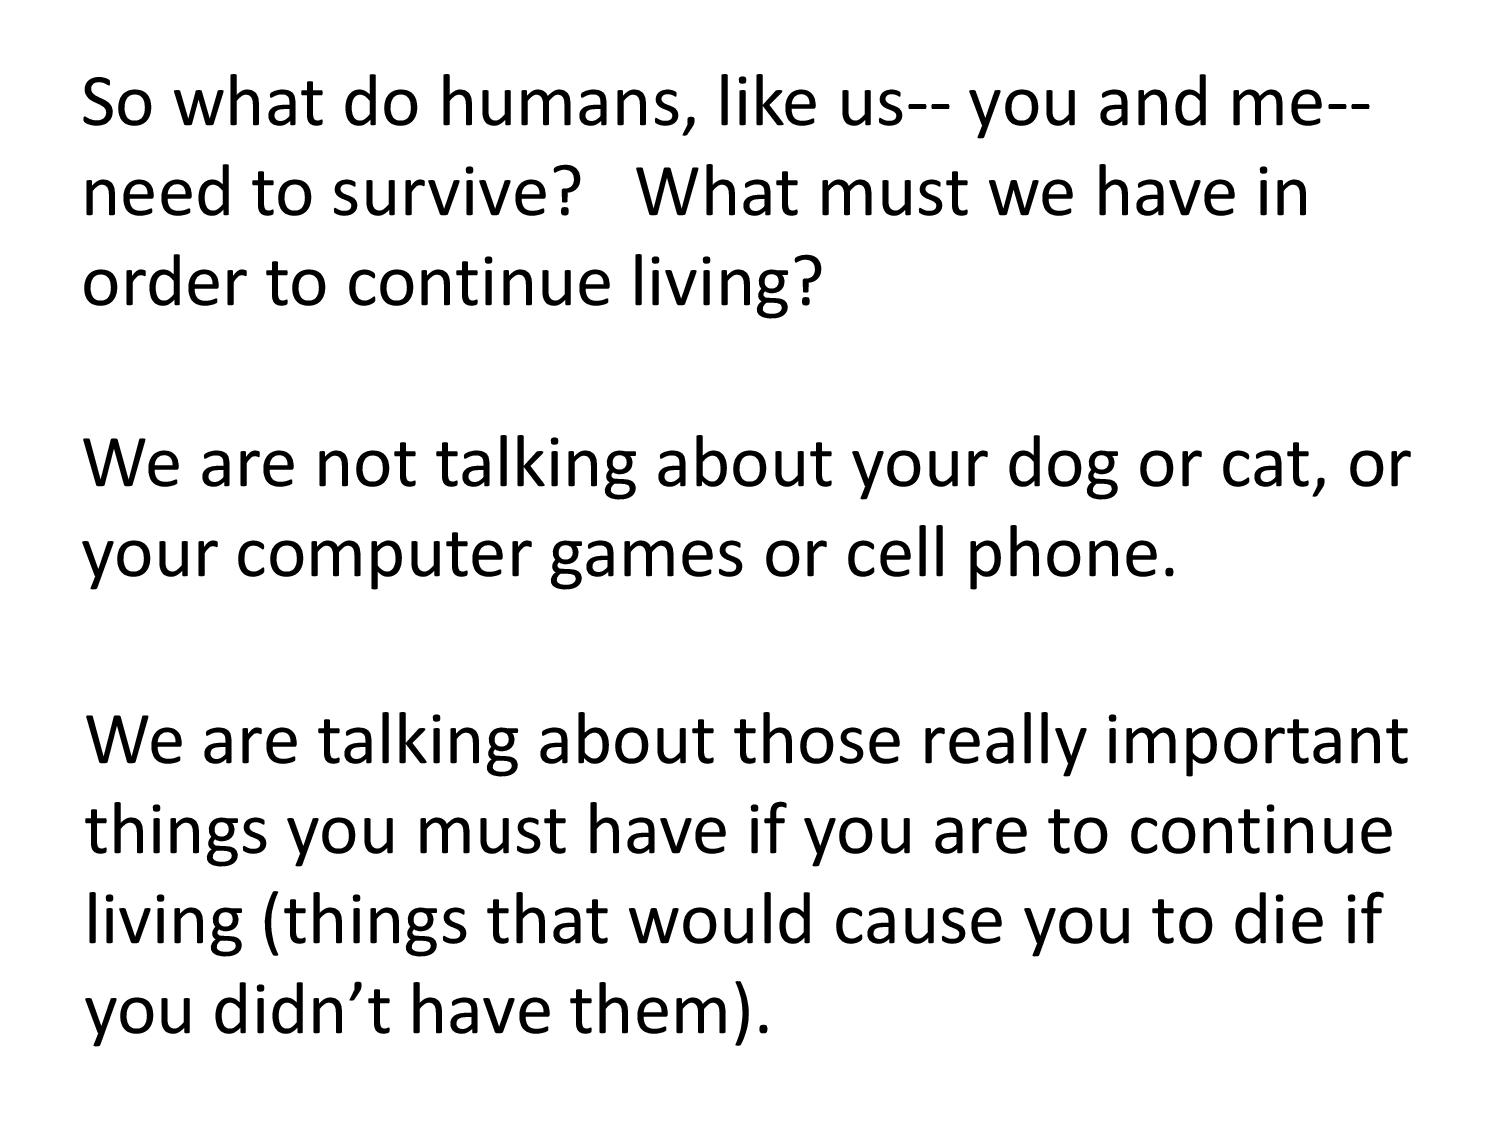 So what do humans, like us-- you and me--
need to survive?   What must we have in
order to continue living?
We are not talking about your dog or cat, or
your computer games or cell phone.
We are talking about those really important
things you must have if you are to continue
living (things that would cause you to die if
you didn’t have them).